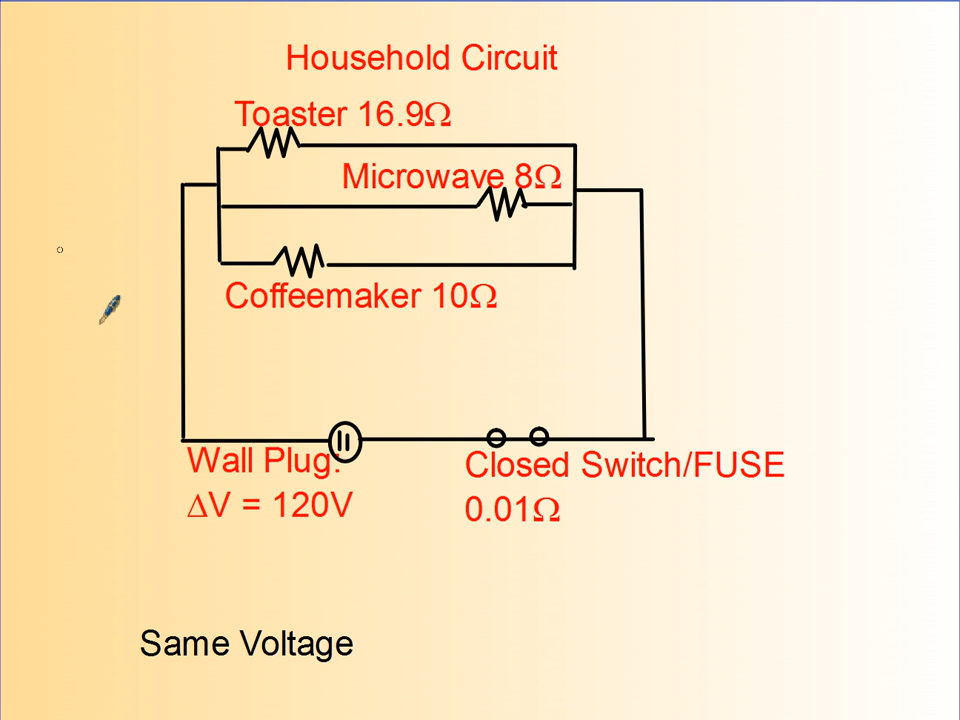 Household Circuit
Toaster 16.9Ω
Microwave 8Ω
Coffeemaker 10Ω
Wall Plug:
ΔV = 120V
Closed Switch/FUSE
0.01Ω
Same Voltage